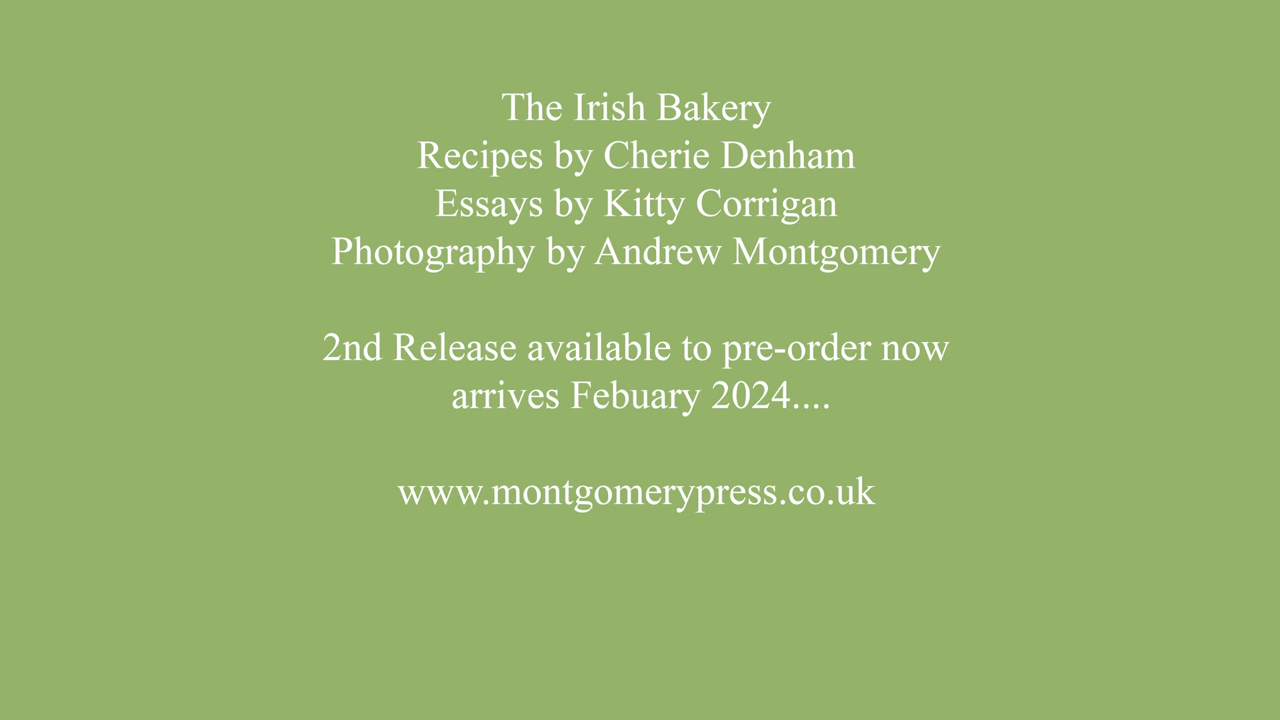 The Irish Bakery
Recipes by Cherie Denham
Essays by Kitty Corrigan
Photography by Andrew Montgomery
2nd Release available to pre-order now
arrives Febuary 2024....
www.montgomerypress.co.uk